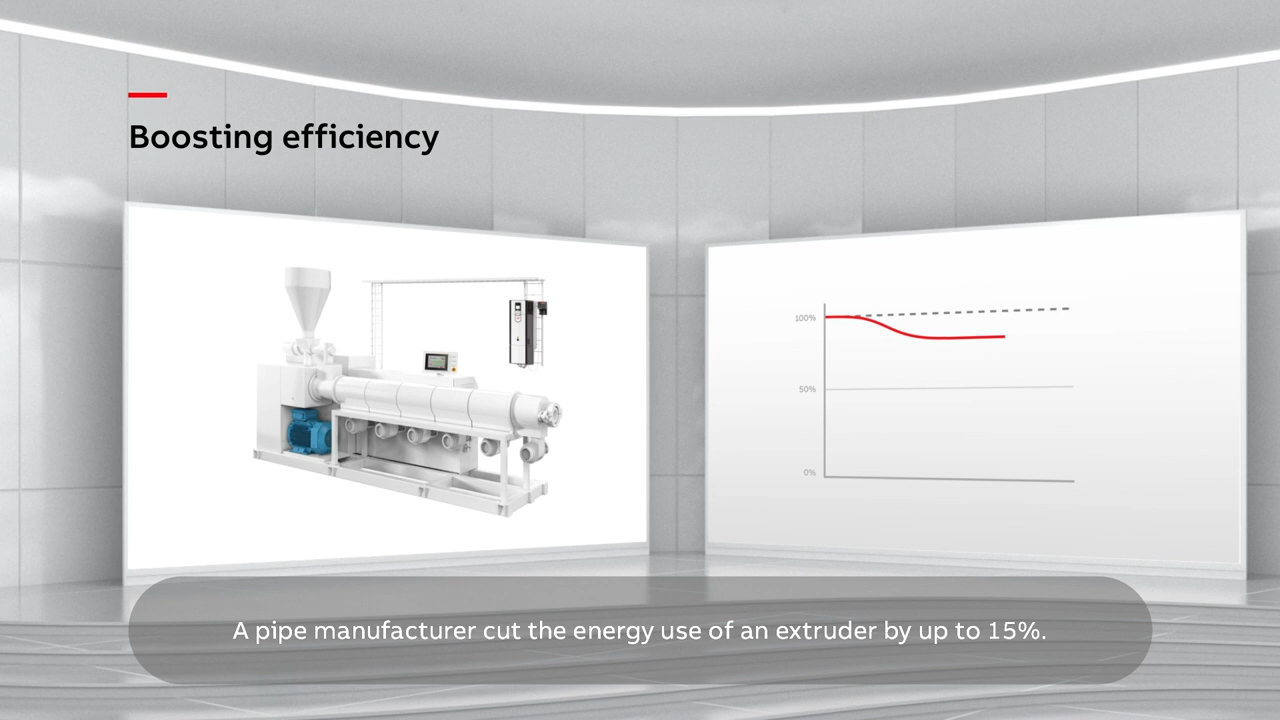 Boosting efficiency
100%
50%
0%
A pipe manufacturer cut the energy use of an extruder by up to 15%.